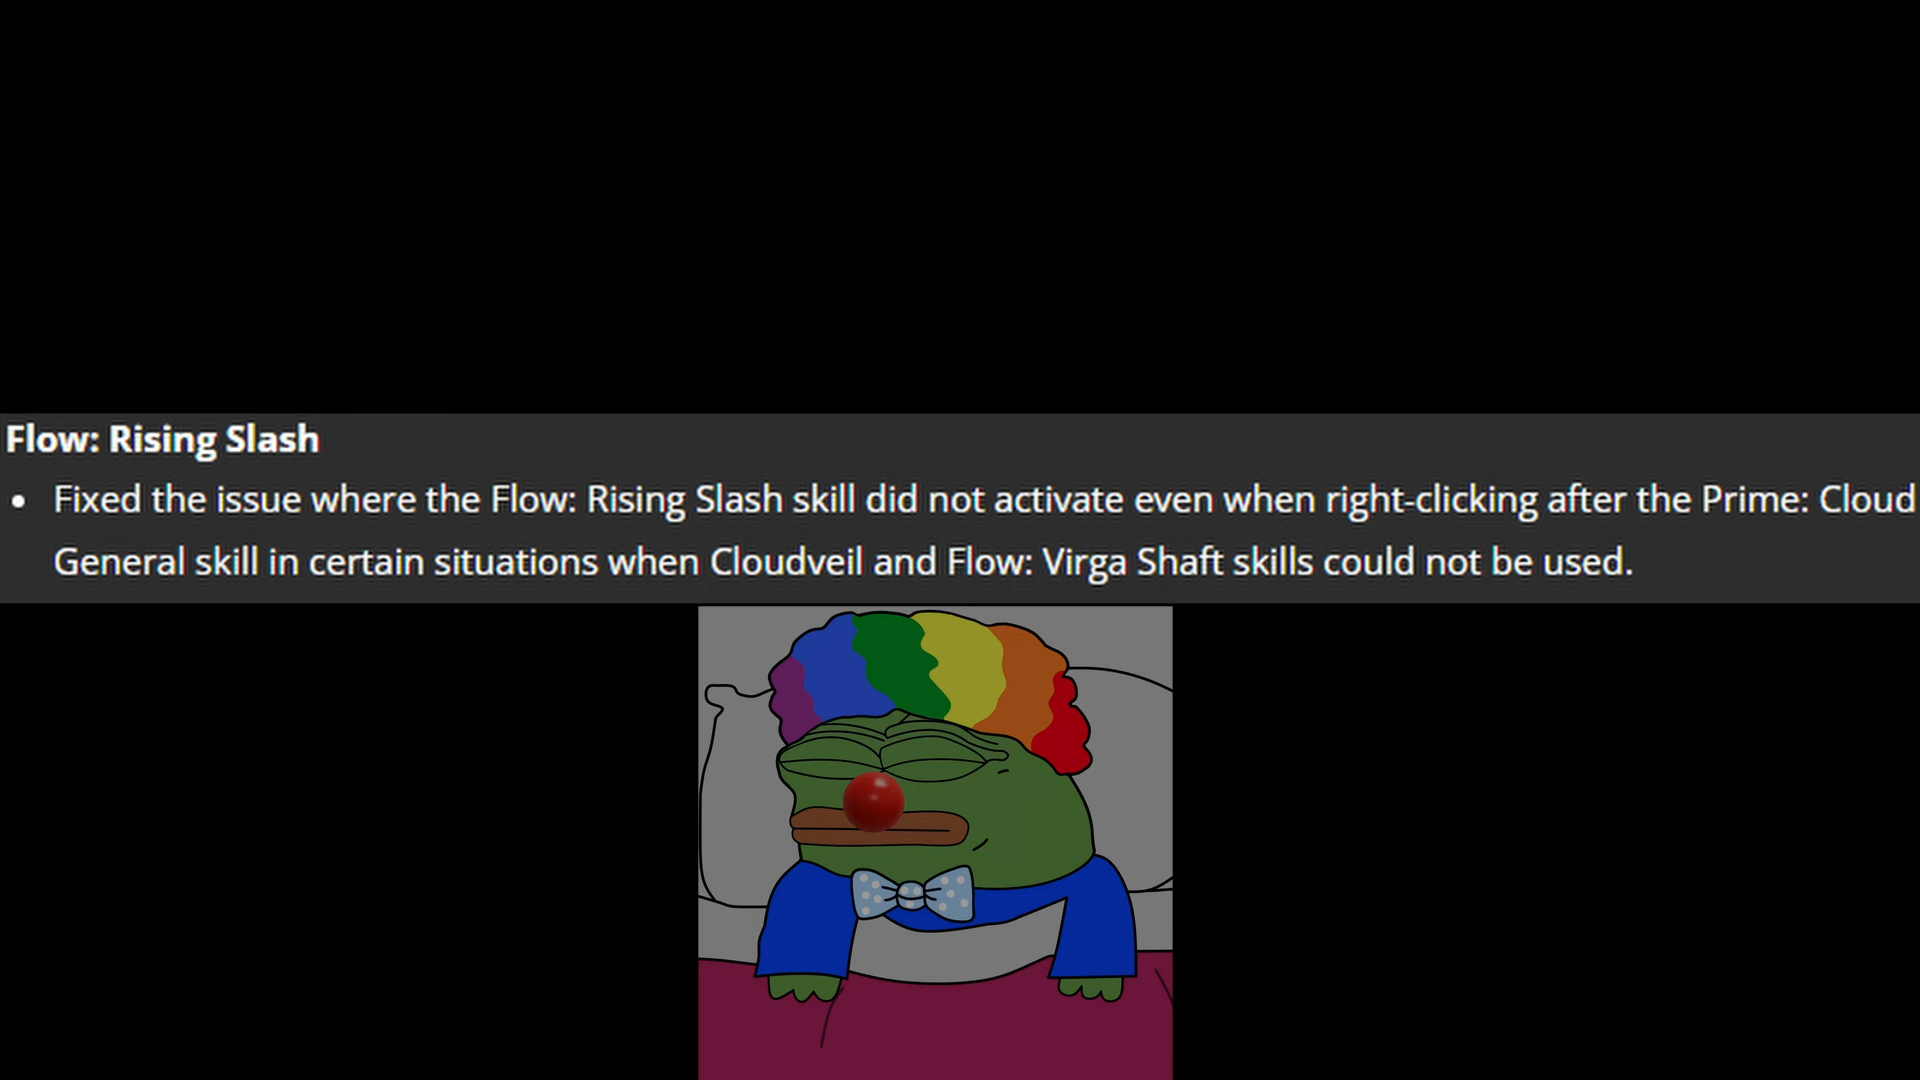 Flow: Rising Slash
• Fixed the issue where the Flow: Rising Slash skill did not activate even when right-clicking after the Prime: Cloud
General skill in certain situations when Cloudveil and Flow: Virga Shaft skills could not be used.